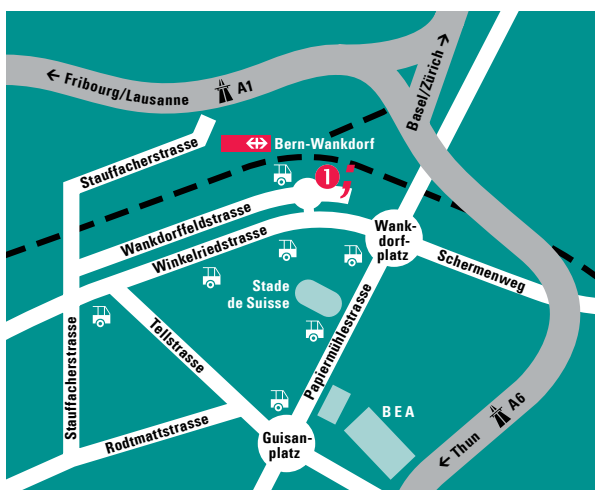 ← Fribourg/Lausanne
A1
Basel/Zürich →
Stauffacherstrasse
Bern-Wankdorf
1
Wankdorffeldstrasse
Winkelriedstrasse
Wank-
dorf-
platz
Schermenweg
Stade
de Suisse
Stauffacherstrasse
Tellstrasse
Papiermühlestrasse
Rodtmattstrasse
BEA
Guisan-
platz
← Thun
A6